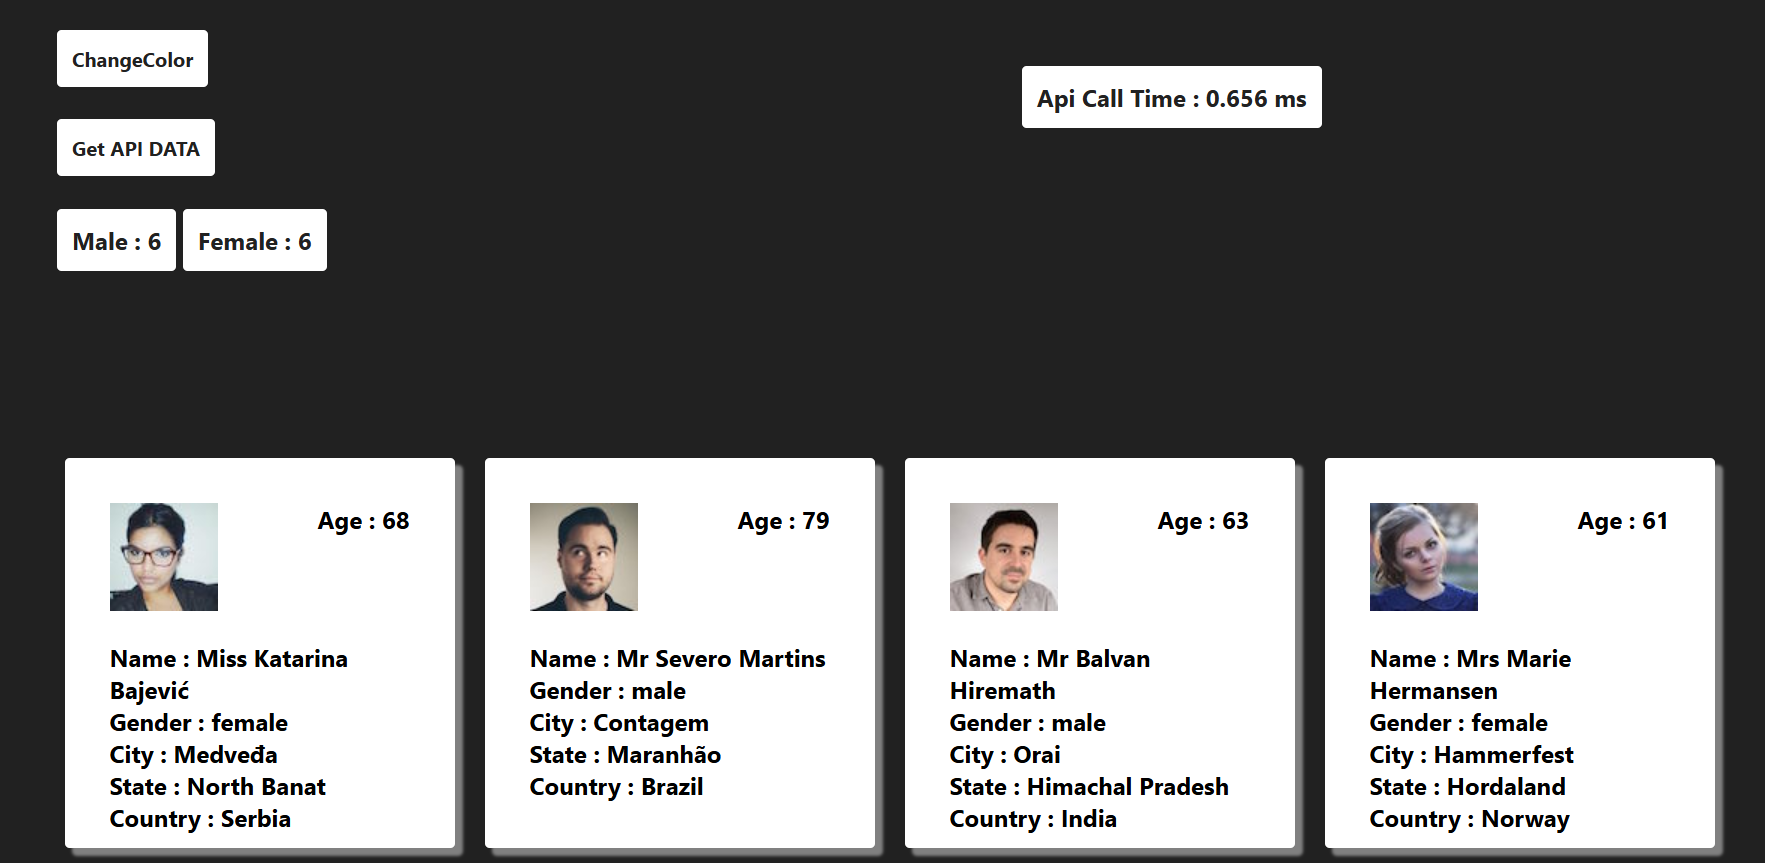 ChangeColor
Api Call Time : 0.656 ms
Get API DATA
Male : 6
Female : 6
Age : 68
Name : Miss Katarina
Bajević
Gender : female
City : Medveđa
State : North Banat
Country : Serbia
Age : 79
Name : Mr Severo Martins
Gender : male
City : Contagem
State : Maranhão
Country : Brazil
Age : 63
Name : Mr Balvan
Hiremath
Gender : male
City : Orai
State : Himachal Pradesh
Country : India
Age : 61
Name : Mrs Marie
Hermansen
Gender : female
City : Hammerfest
State : Hordaland
Country : Norway